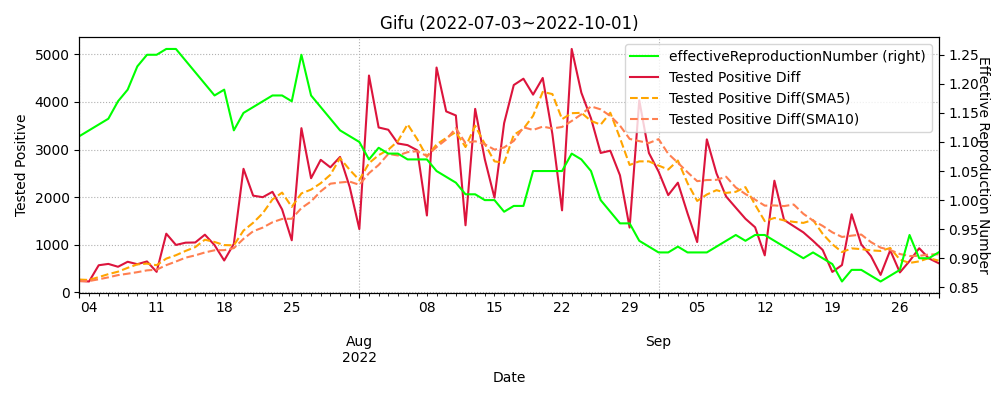 Gifu (2022-07-03~2022-10-01)
effectiveReproductionNumber (right)
Tested Positive Diff
Tested Positive Diff(SMA5)
Tested Positive Diff(SMA10)
Tested Positive
5000
4000
3000
2000
1000
0
Effective Reproduction Number
1.25
1.20
1.15
1.10
1.05
1.00
0.95
0.90
0.85
04 11 18 25 08 15 22 29 05 12 19 26
Aug Sep
2022
Date